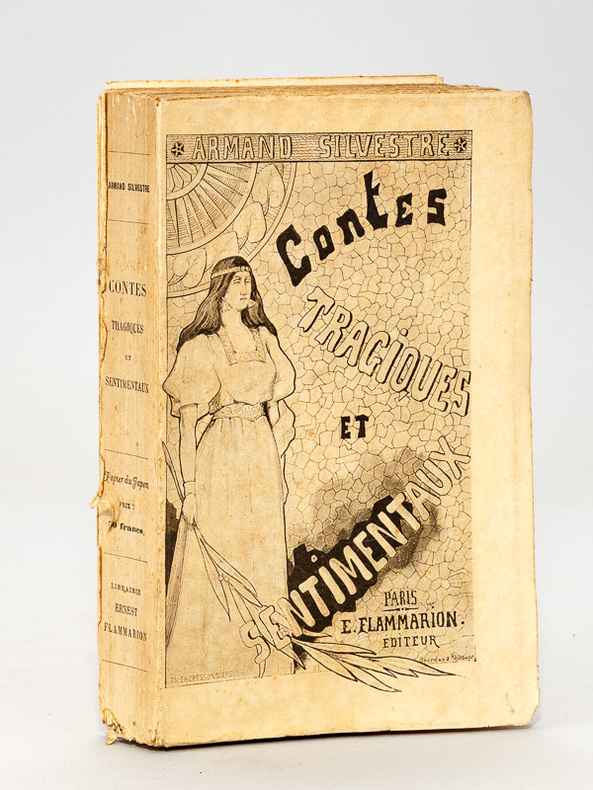 ARMAND SILVESTRE
CONTES
TRAGIQUES
ET
SENTIMENTAUX
Papier du Japon
PRIX :
francs.
LIBRAIRIE
ERNEST
FLAMMARION
ARMAND SILVESTRE
Contes
TRAGiQUES
ET
SENTIMENTAUX
PARIS
E. FLAMMARION.
ÉDITEUR